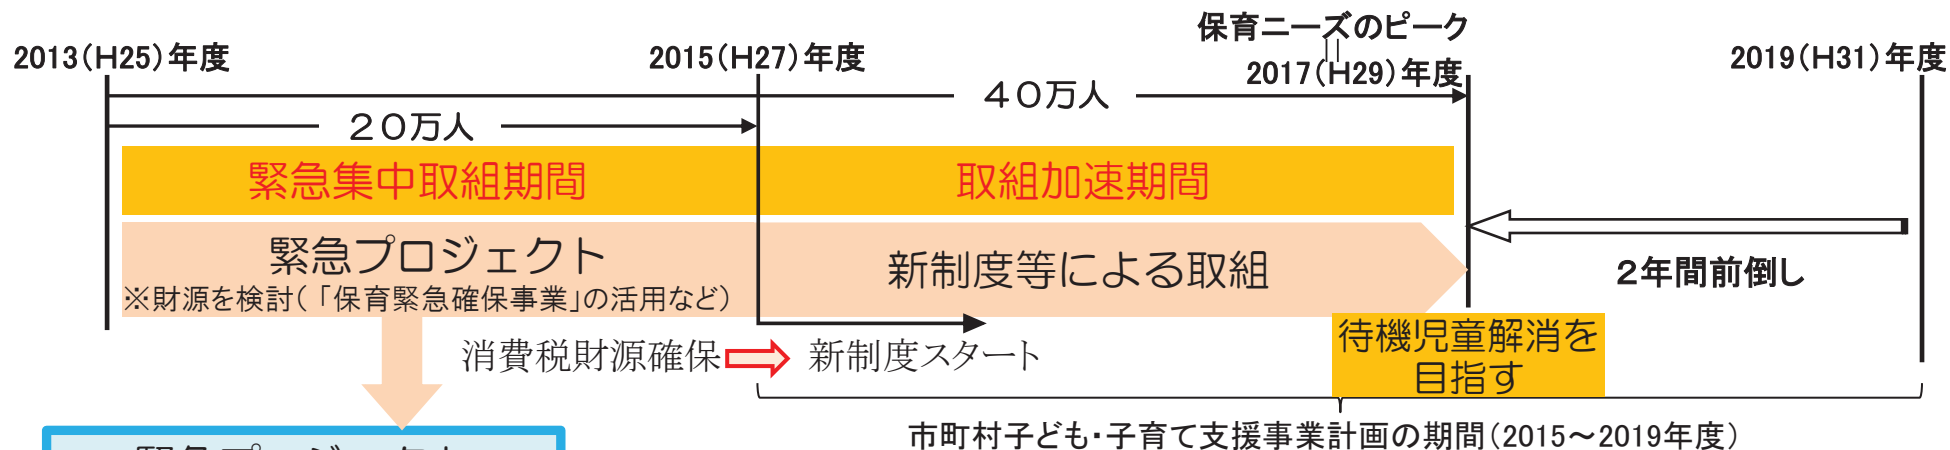 保育ニーズのピーク
||
2013(H25)年度
2015(H27)年度
2017(H29)年度
2019(H31)年度
40万人
20万人
緊急集中取組期間
取組加速期間
緊急プロジェクト
※財源を検討(「保育緊急確保事業」の活用など)
新制度等による取組
2年間前倒し
消費税財源確保
新制度スタート
待機児童解消を
目指す
市町村子ども・子育て支援事業計画の期間(2015~2019年度)